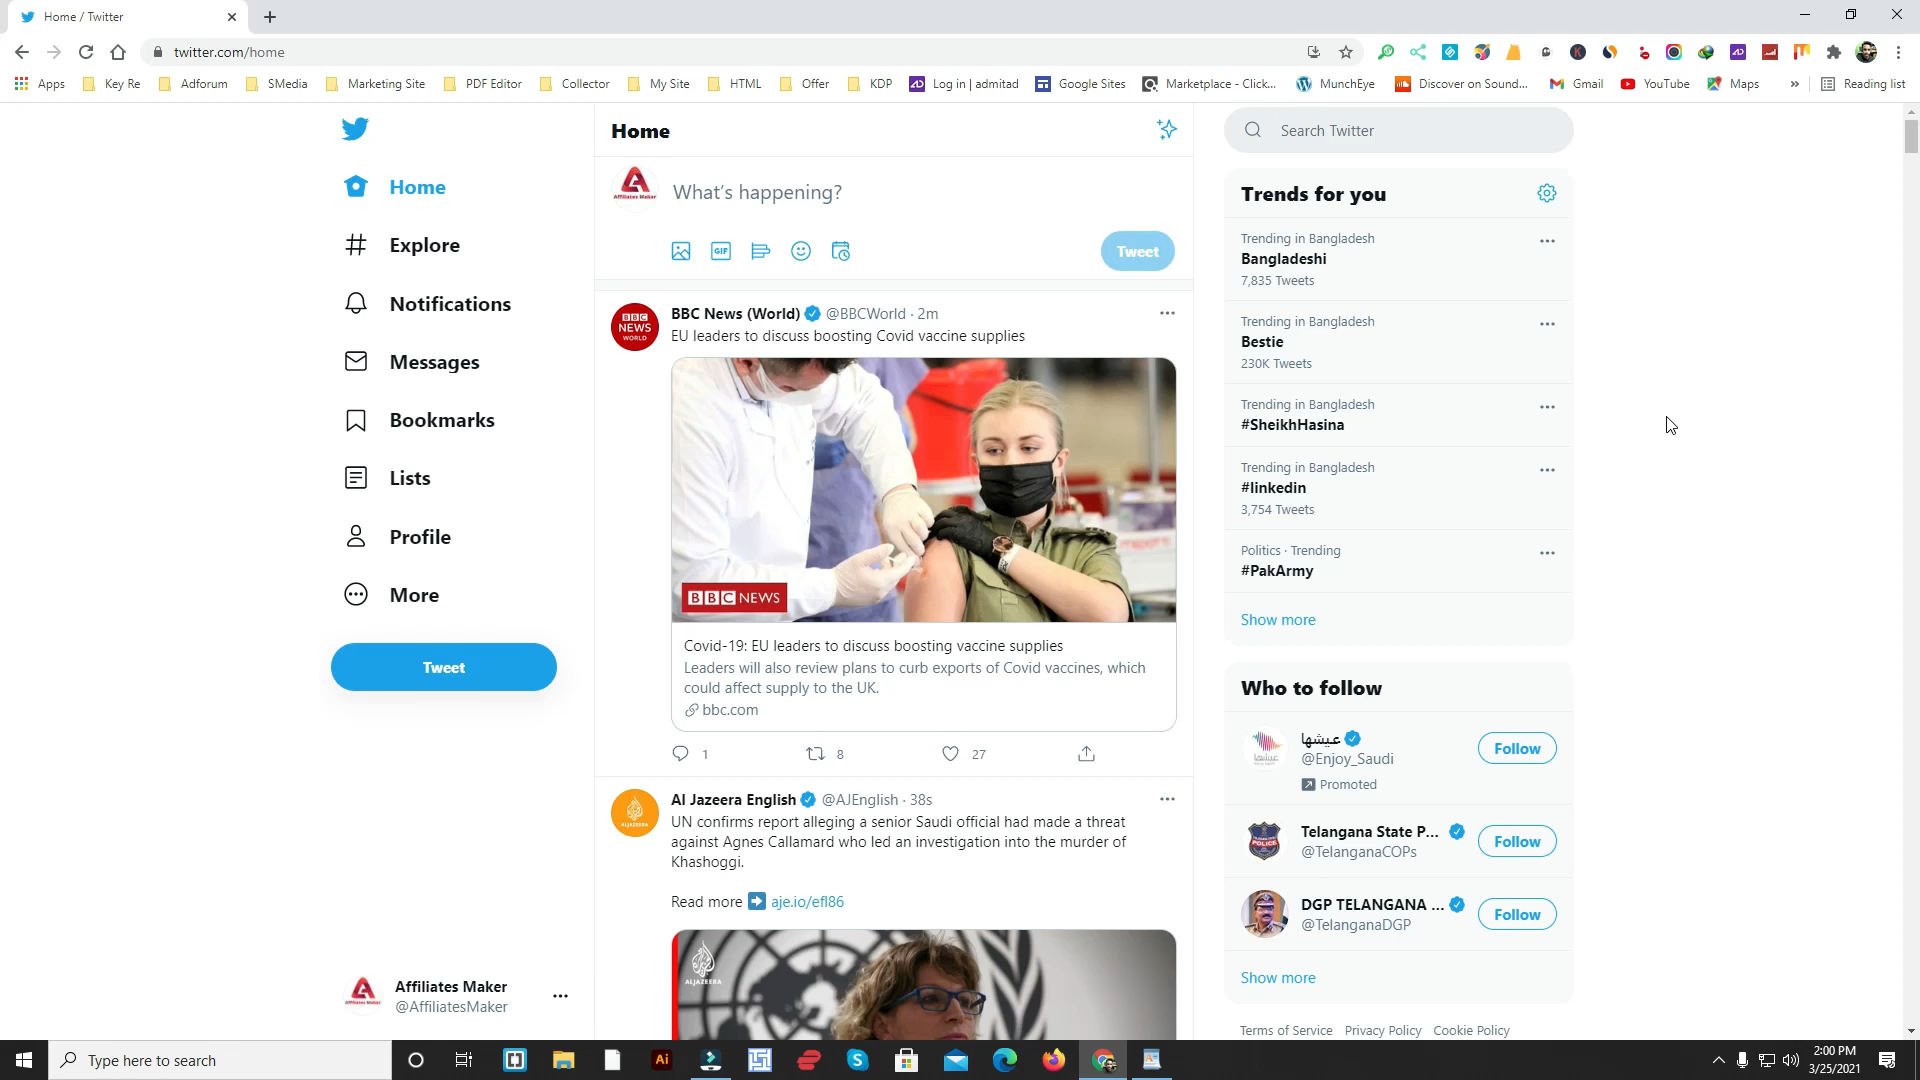 Home / Twitter
twitter.com/home
Apps
Key Re
Adforum
SMedia
Marketing Site
PDF Editor
Collector
My Site
HTML
Offer
KDP
Log in | admitad
Google Sites
Marketplace - Click...
MunchEye
Discover on Sound...
Gmail
YouTube
Maps
»
Reading list
Home
Explore
Notifications
Messages
Bookmarks
Lists
Profile
More
Tweet
Affiliates Maker
@AffiliatesMaker
Home
Affiliates Maker
What's happening?
GIF
Tweet
BBC NEWS WORLD
BBC News (World) @BBCWorld · 2m
EU leaders to discuss boosting Covid vaccine supplies
BBC NEWS
Covid-19: EU leaders to discuss boosting vaccine supplies
Leaders will also review plans to curb exports of Covid vaccines, which
could affect supply to the UK.
bbc.com
1
8
27
Al Jazeera English @AJEnglish · 38s
UN confirms report alleging a senior Saudi official had made a threat
against Agnes Callamard who led an investigation into the murder of
Khashoggi.
Read more ➡ aje.io/efl86
ALJAZEERA
Search Twitter
Trends for you
Trending in Bangladesh
Bangladeshi
7,835 Tweets
Trending in Bangladesh
Bestie
230K Tweets
Trending in Bangladesh
#SheikhHasina
Trending in Bangladesh
#linkedin
3,754 Tweets
Politics · Trending
#PakArmy
Show more
Who to follow
عيشها
@Enjoy_Saudi
Promoted
Follow
Telangana State P...
@TelanganaCOPs
Follow
DGP TELANGANA ...
@TelanganaDGP
Follow
Show more
Terms of Service Privacy Policy Cookie Policy
Type here to search
Ai
2:00 PM
3/25/2021